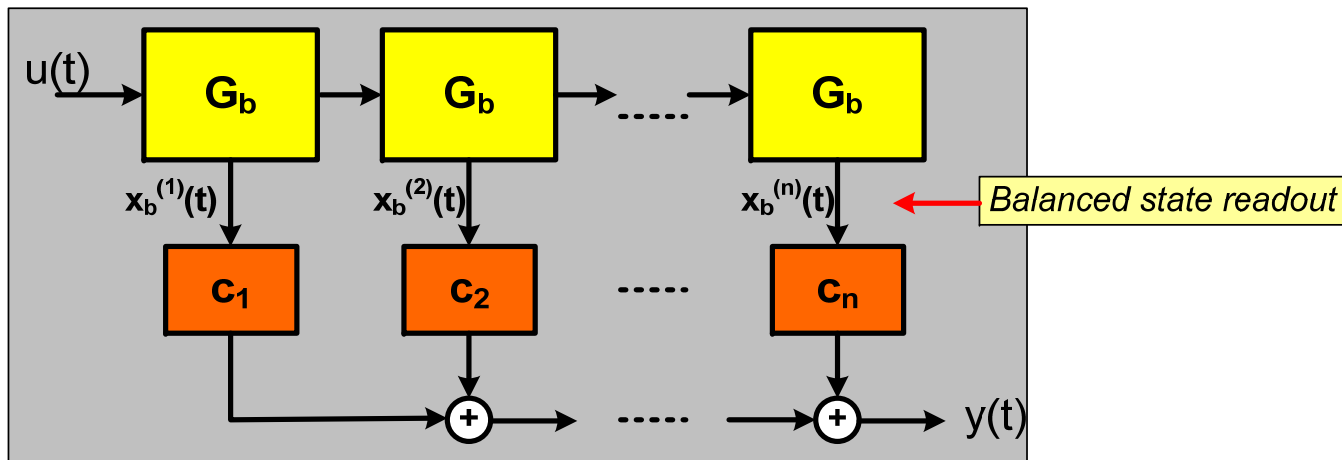 u(t)
G_b G_b G_b
x_b^(1)(t) x_b^(2)(t) x_b^(n)(t) Balanced state readout
c_1 c_2 c_n
+ + y(t)